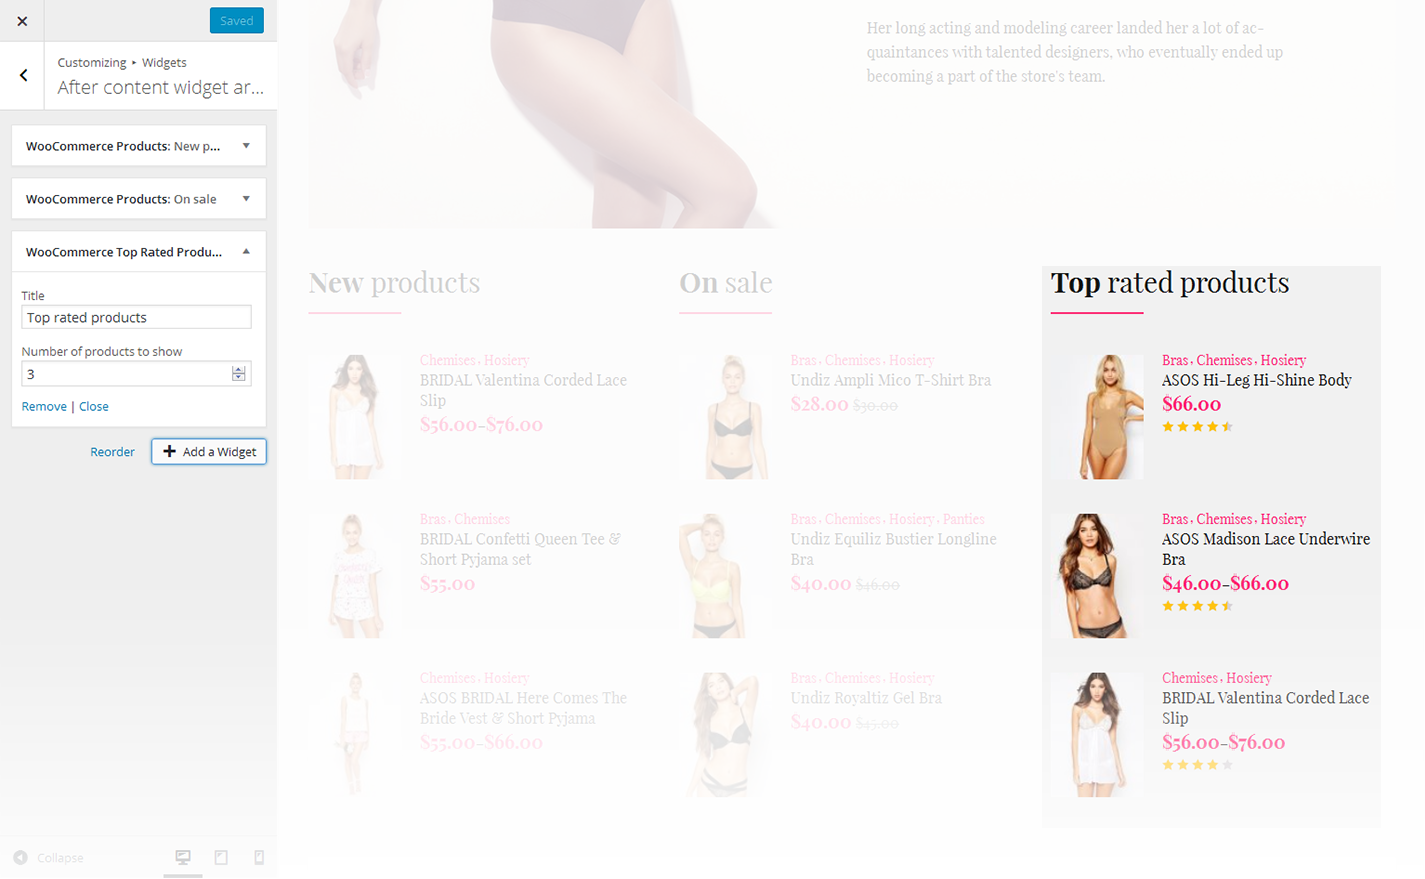 Saved
Customizing ▸ Widgets
After content widget ar...
WooCommerce Products: New p...
WooCommerce Products: On sale
WooCommerce Top Rated Produ...
Title
Top rated products
Number of products to show
3
Remove | Close
Reorder
Add a Widget
Collapse
Her long acting and modeling career landed her a lot of ac-
quaintances with talented designers, who eventually ended up
becoming a part of the store's team.
New products
Chemises , Hosiery
BRIDAL Valentina Corded Lace
Slip
$56.00–$76.00
Bras , Chemises
BRIDAL Confetti Queen Tee &
Short Pyjama set
$55.00
Chemises , Hosiery
ASOS BRIDAL Here Comes The
Bride Vest & Short Pyjama
$55.00–$66.00
On sale
Bras , Chemises , Hosiery
Undiz Ampli Mico T-Shirt Bra
$28.00 $30.00
Bras , Chemises , Hosiery , Panties
Undiz Equiliz Bustier Longline
Bra
$40.00 $46.00
Bras , Chemises , Hosiery
Undiz Royaltiz Gel Bra
$40.00 $45.00
Top rated products
Bras , Chemises , Hosiery
ASOS Hi-Leg Hi-Shine Body
$66.00
Bras , Chemises , Hosiery
ASOS Madison Lace Underwire
Bra
$46.00–$66.00
Chemises , Hosiery
BRIDAL Valentina Corded Lace
Slip
$56.00–$76.00